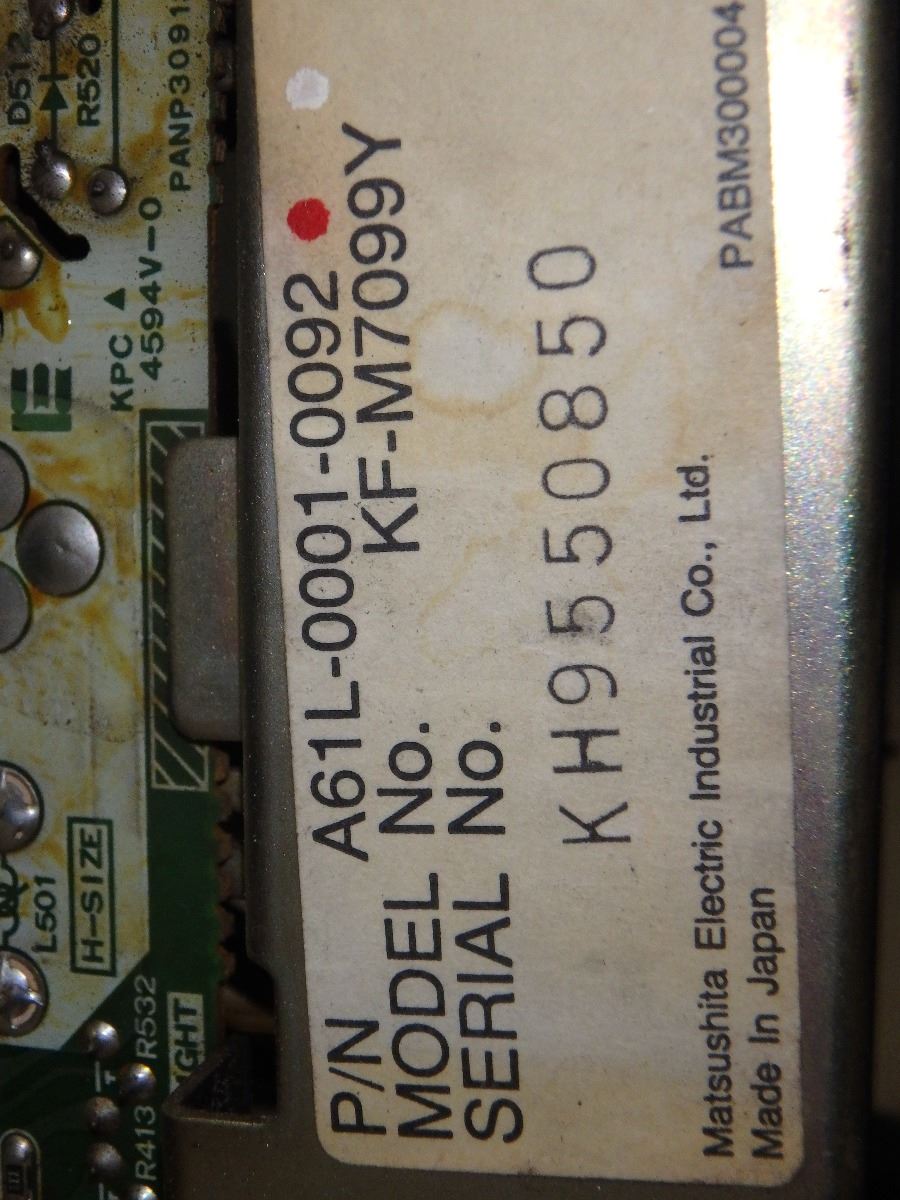 P/N A61L-0001-0092
MODEL No. KF-M7099Y
SERIAL No.
KH9550850
Matsushita Electric Industrial Co., Ltd.
Made In Japan
PABM300004
D512
R520
PANP3091
KPC ▲
4594V-0
L501
H-SIZE
R532
R413